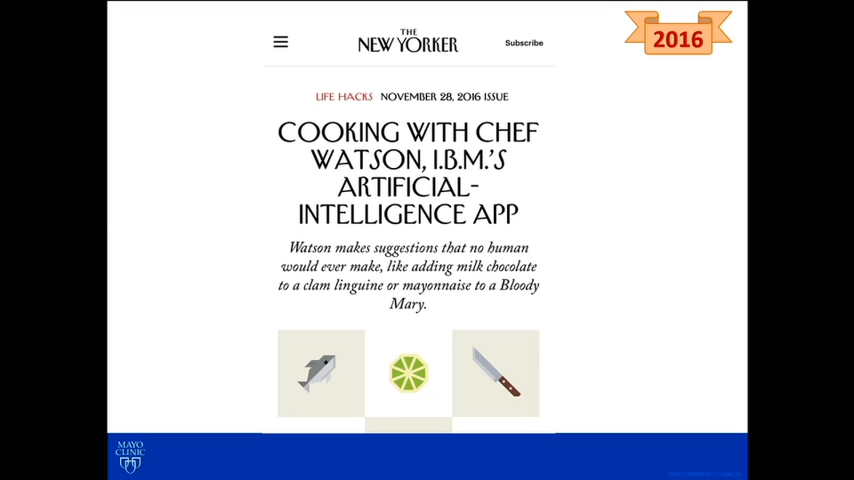 2016
THE
NEW YORKER
Subscribe
LIFE HACKS NOVEMBER 28, 2016 ISSUE
COOKING WITH CHEF
WATSON, I.B.M.'S
ARTIFICIAL-
INTELLIGENCE APP
Watson makes suggestions that no human
would ever make, like adding milk chocolate
to a clam linguine or mayonnaise to a Bloody
Mary.
MAYO
CLINIC